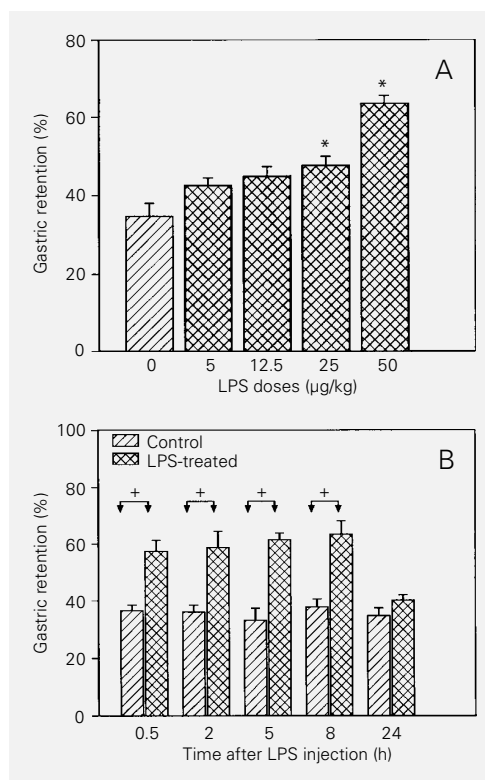 80
A
*
*
60
40
20
0
Gastric retention (%)
0 5 12.5 25 50
LPS doses (µg/kg)
100
Control
B
LPS-treated
80
+ + + +
60
40
20
0
Gastric retention (%)
0.5 2 5 8 24
Time after LPS injection (h)